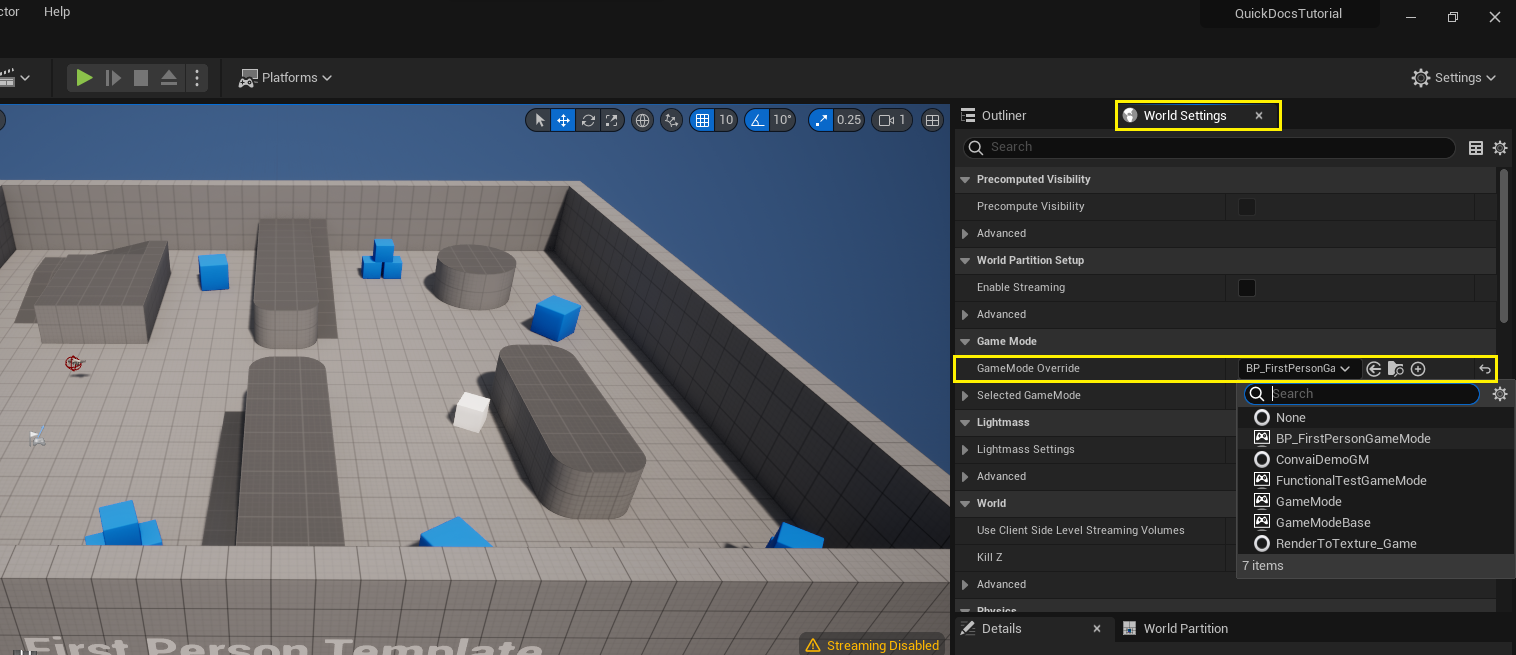 ctor Help
QuickDocsTutorial
Platforms
Settings
10
10°
0.25
1
Outliner
World Settings
Search
Precomputed Visibility
Precompute Visibility
Advanced
World Partition Setup
Enable Streaming
Advanced
Game Mode
GameMode Override
BP_FirstPersonGa
Selected GameMode
Search
None
BP_FirstPersonGameMode
ConvaiDemoGM
FunctionalTestGameMode
GameMode
GameModeBase
RenderToTexture_Game
7 items
Lightmass
Lightmass Settings
Advanced
World
Use Client Side Level Streaming Volumes
Kill Z
Advanced
Physics
First Person Template
Streaming Disabled
Details
World Partition